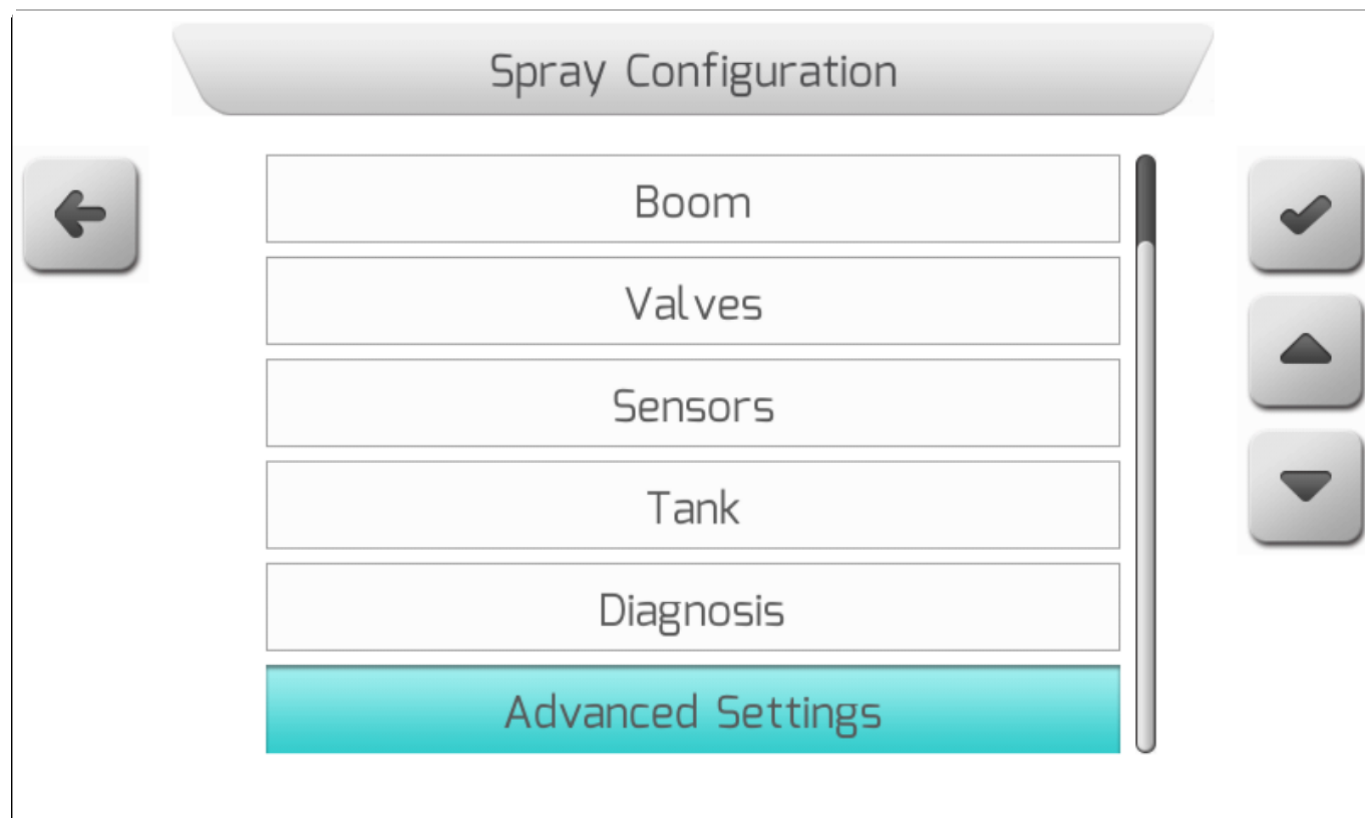 Spray Configuration
Boom
Valves
Sensors
Tank
Diagnosis
Advanced Settings